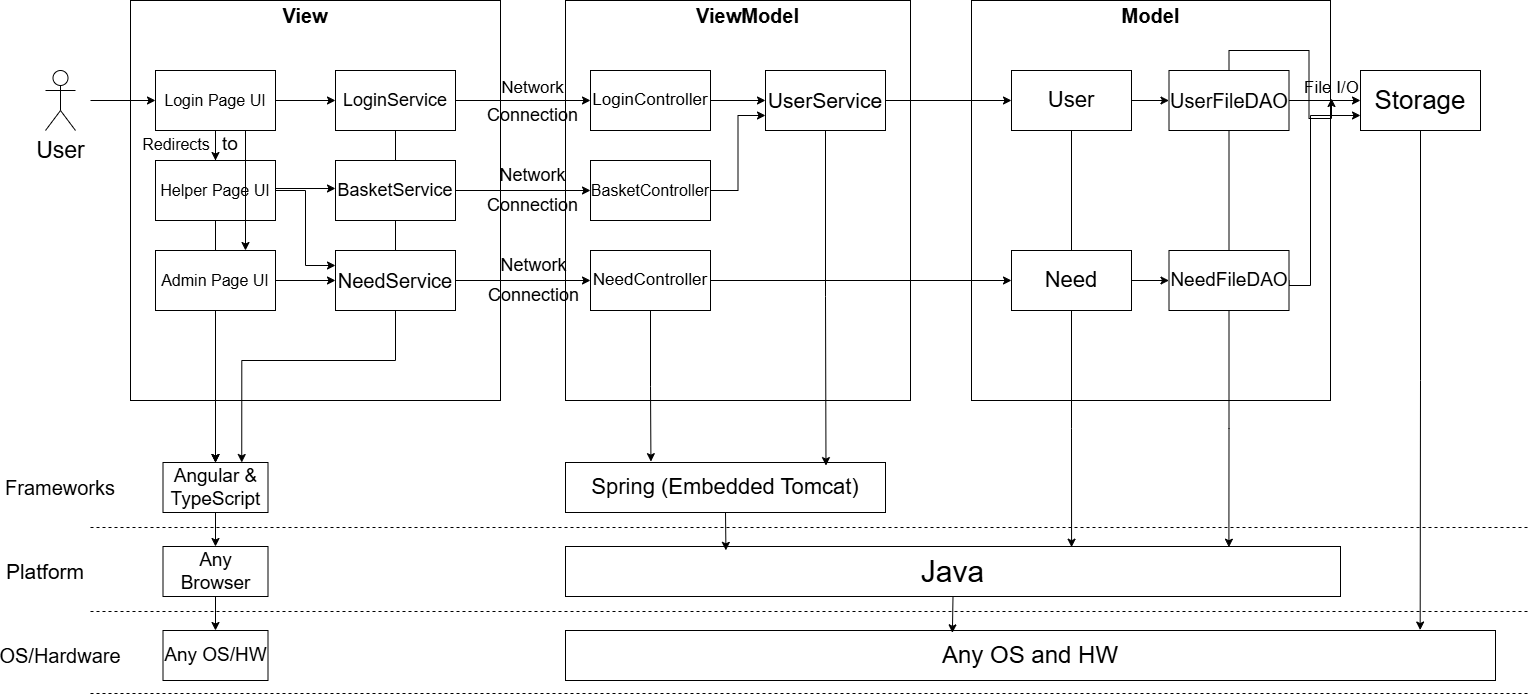 View
ViewModel
Model
User
Login Page UI
LoginService
Network
Connection
LoginController
UserService
User
UserFileDAO
File I/O
Storage
Redirects to
Helper Page UI
BasketService
Network
Connection
BasketController
Admin Page UI
NeedService
Network
Connection
NeedController
Need
NeedFileDAO
Frameworks
Angular &
TypeScript
Spring (Embedded Tomcat)
Platform
Any
Browser
Java
OS/Hardware
Any OS/HW
Any OS and HW